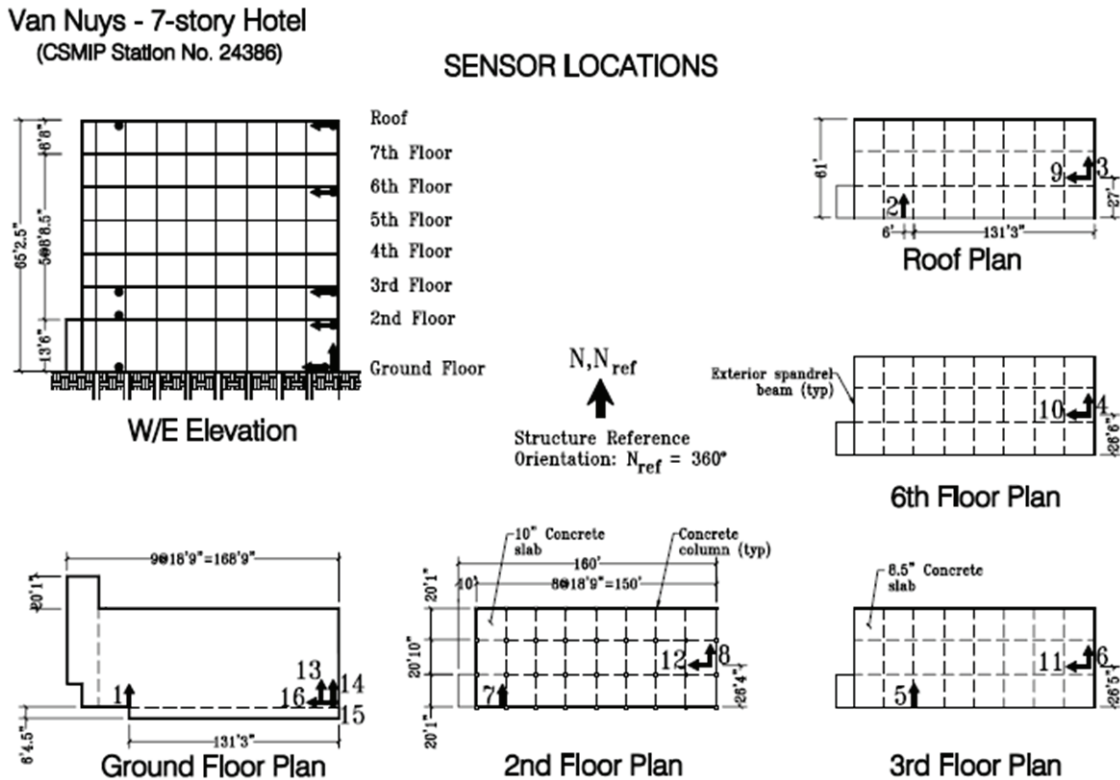 Van Nuys - 7-story Hotel
(CSMIP Station No. 24386)
SENSOR LOCATIONS
Roof
7th Floor
6th Floor
5th Floor
4th Floor
3rd Floor
2nd Floor
Ground Floor
65'2.5"
8'8"
5@8'8.5"
13'6"
W/E Elevation
N,Nref
Structure Reference
Orientation: Nref = 360°
61'
9
3
2
27'
6'
131'3"
Roof Plan
Exterior spandrel
beam (typ)
10
4
26'6"
6th Floor Plan
9@18'9"=168'9"
20'1"
13
14
1
16
15
6'4.5"
131'3"
Ground Floor Plan
10" Concrete
slab
Concrete
column (typ)
160'
10'
8@18'9"=150'
20'1"
20'10"
20'1"
12
8
7
26'4"
2nd Floor Plan
8.5" Concrete
slab
11
6
5
26'5"
3rd Floor Plan